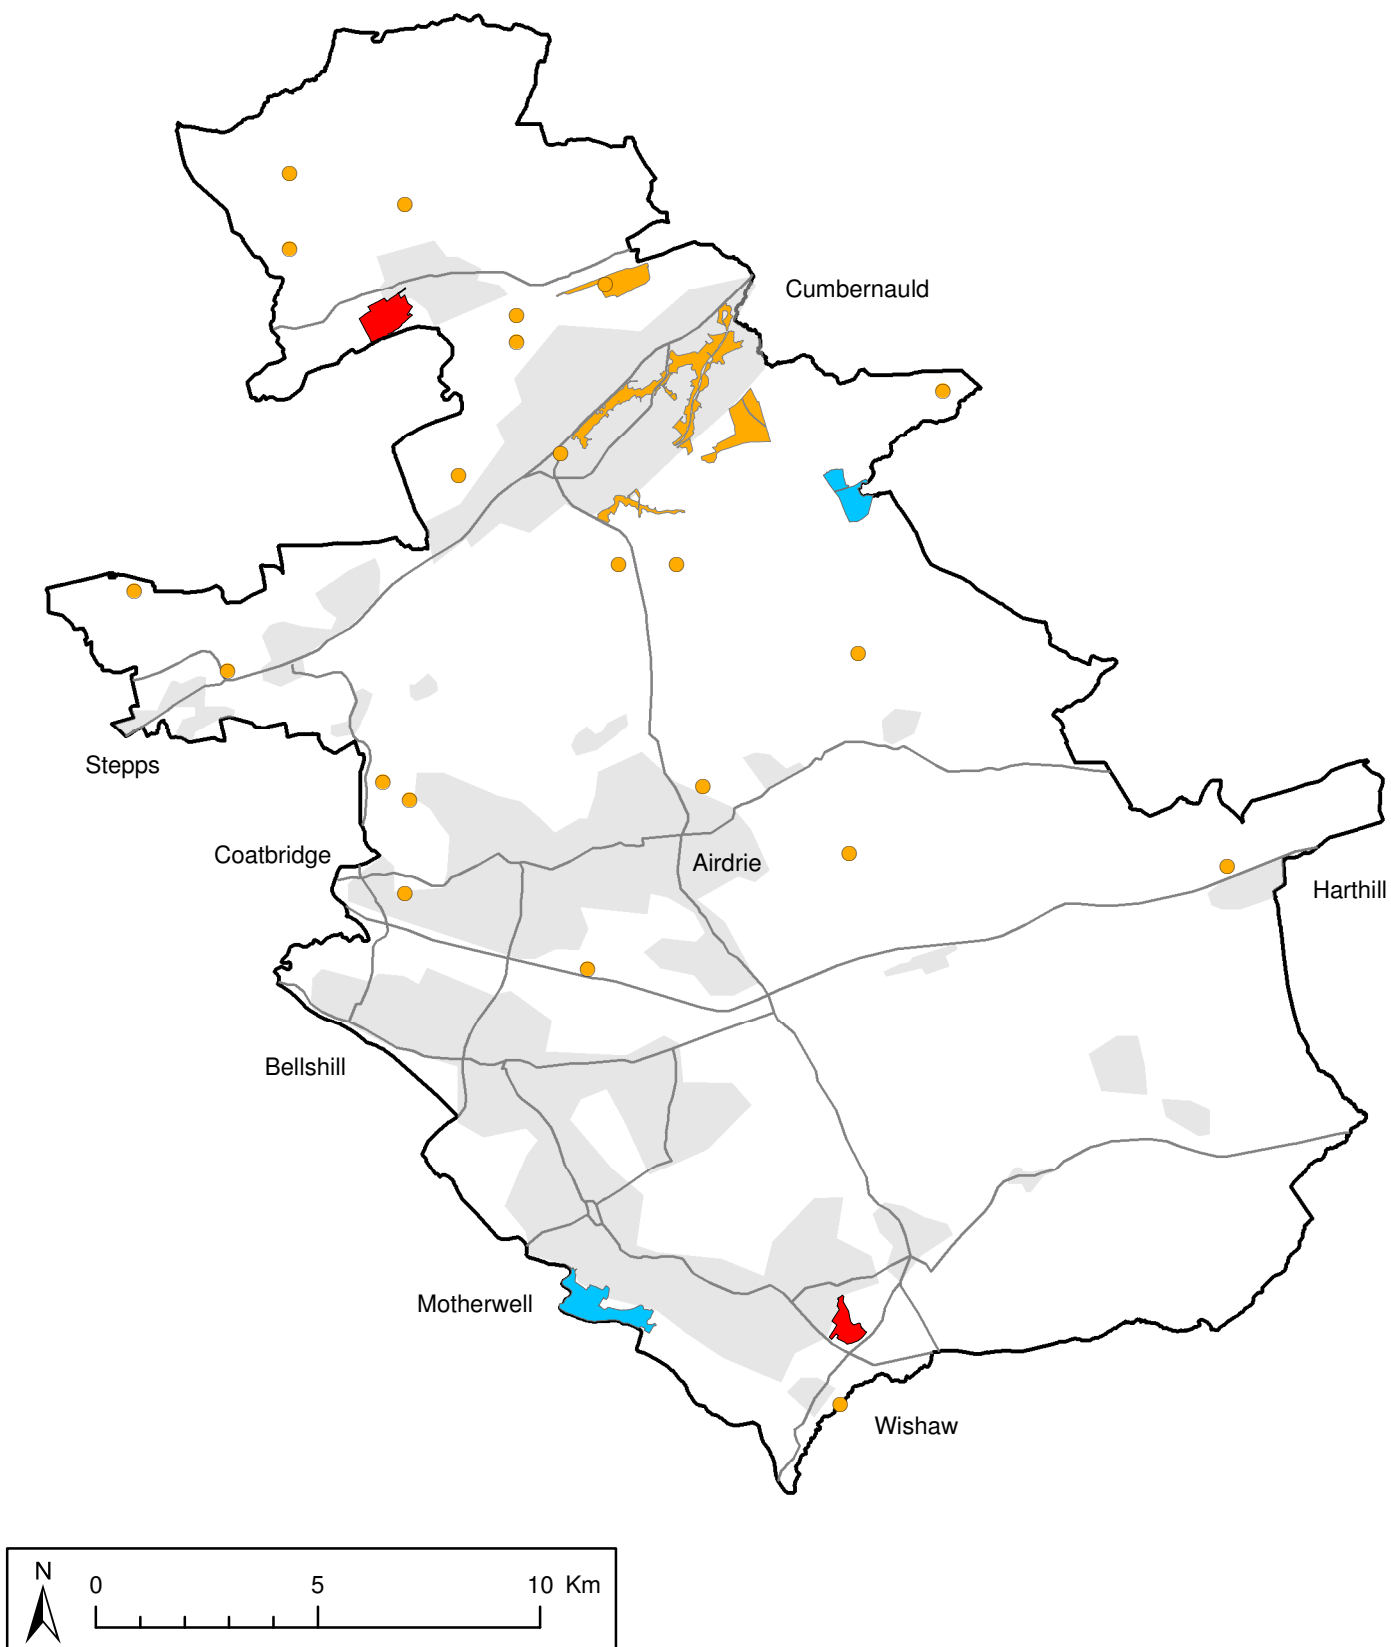 Cumbernauld
Stepps
Coatbridge
Airdrie
Harthill
Bellshill
Motherwell
Wishaw
N
0 5 10 Km